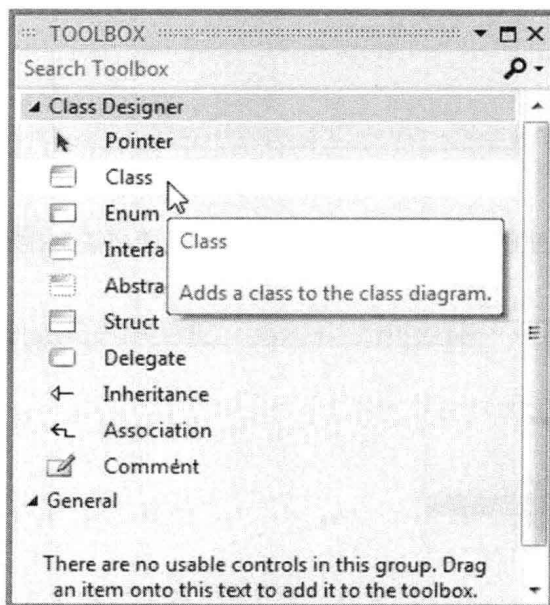 TOOLBOX
Search Toolbox
Class Designer
Pointer
Class
Enum
Interfa
Class
Abstra
Adds a class to the class diagram.
Struct
Delegate
Inheritance
Association
Comment
General
There are no usable controls in this group. Drag
an item onto this text to add it to the toolbox.